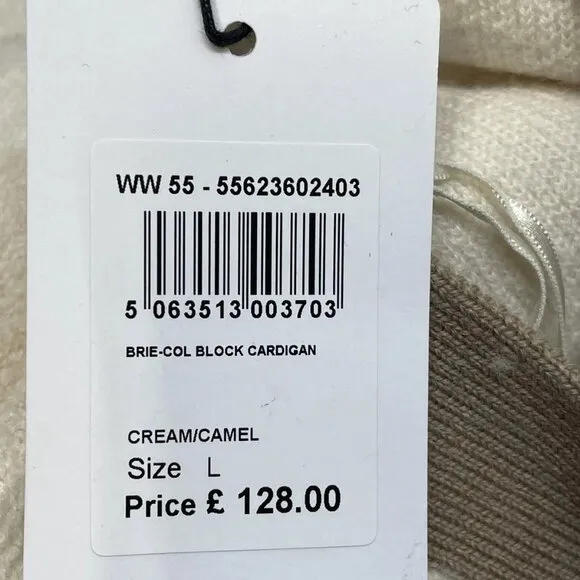 WW 55 - 55623602403
5 063513 003703
BRIE-COL BLOCK CARDIGAN
CREAM/CAMEL
Size L
Price £ 128.00